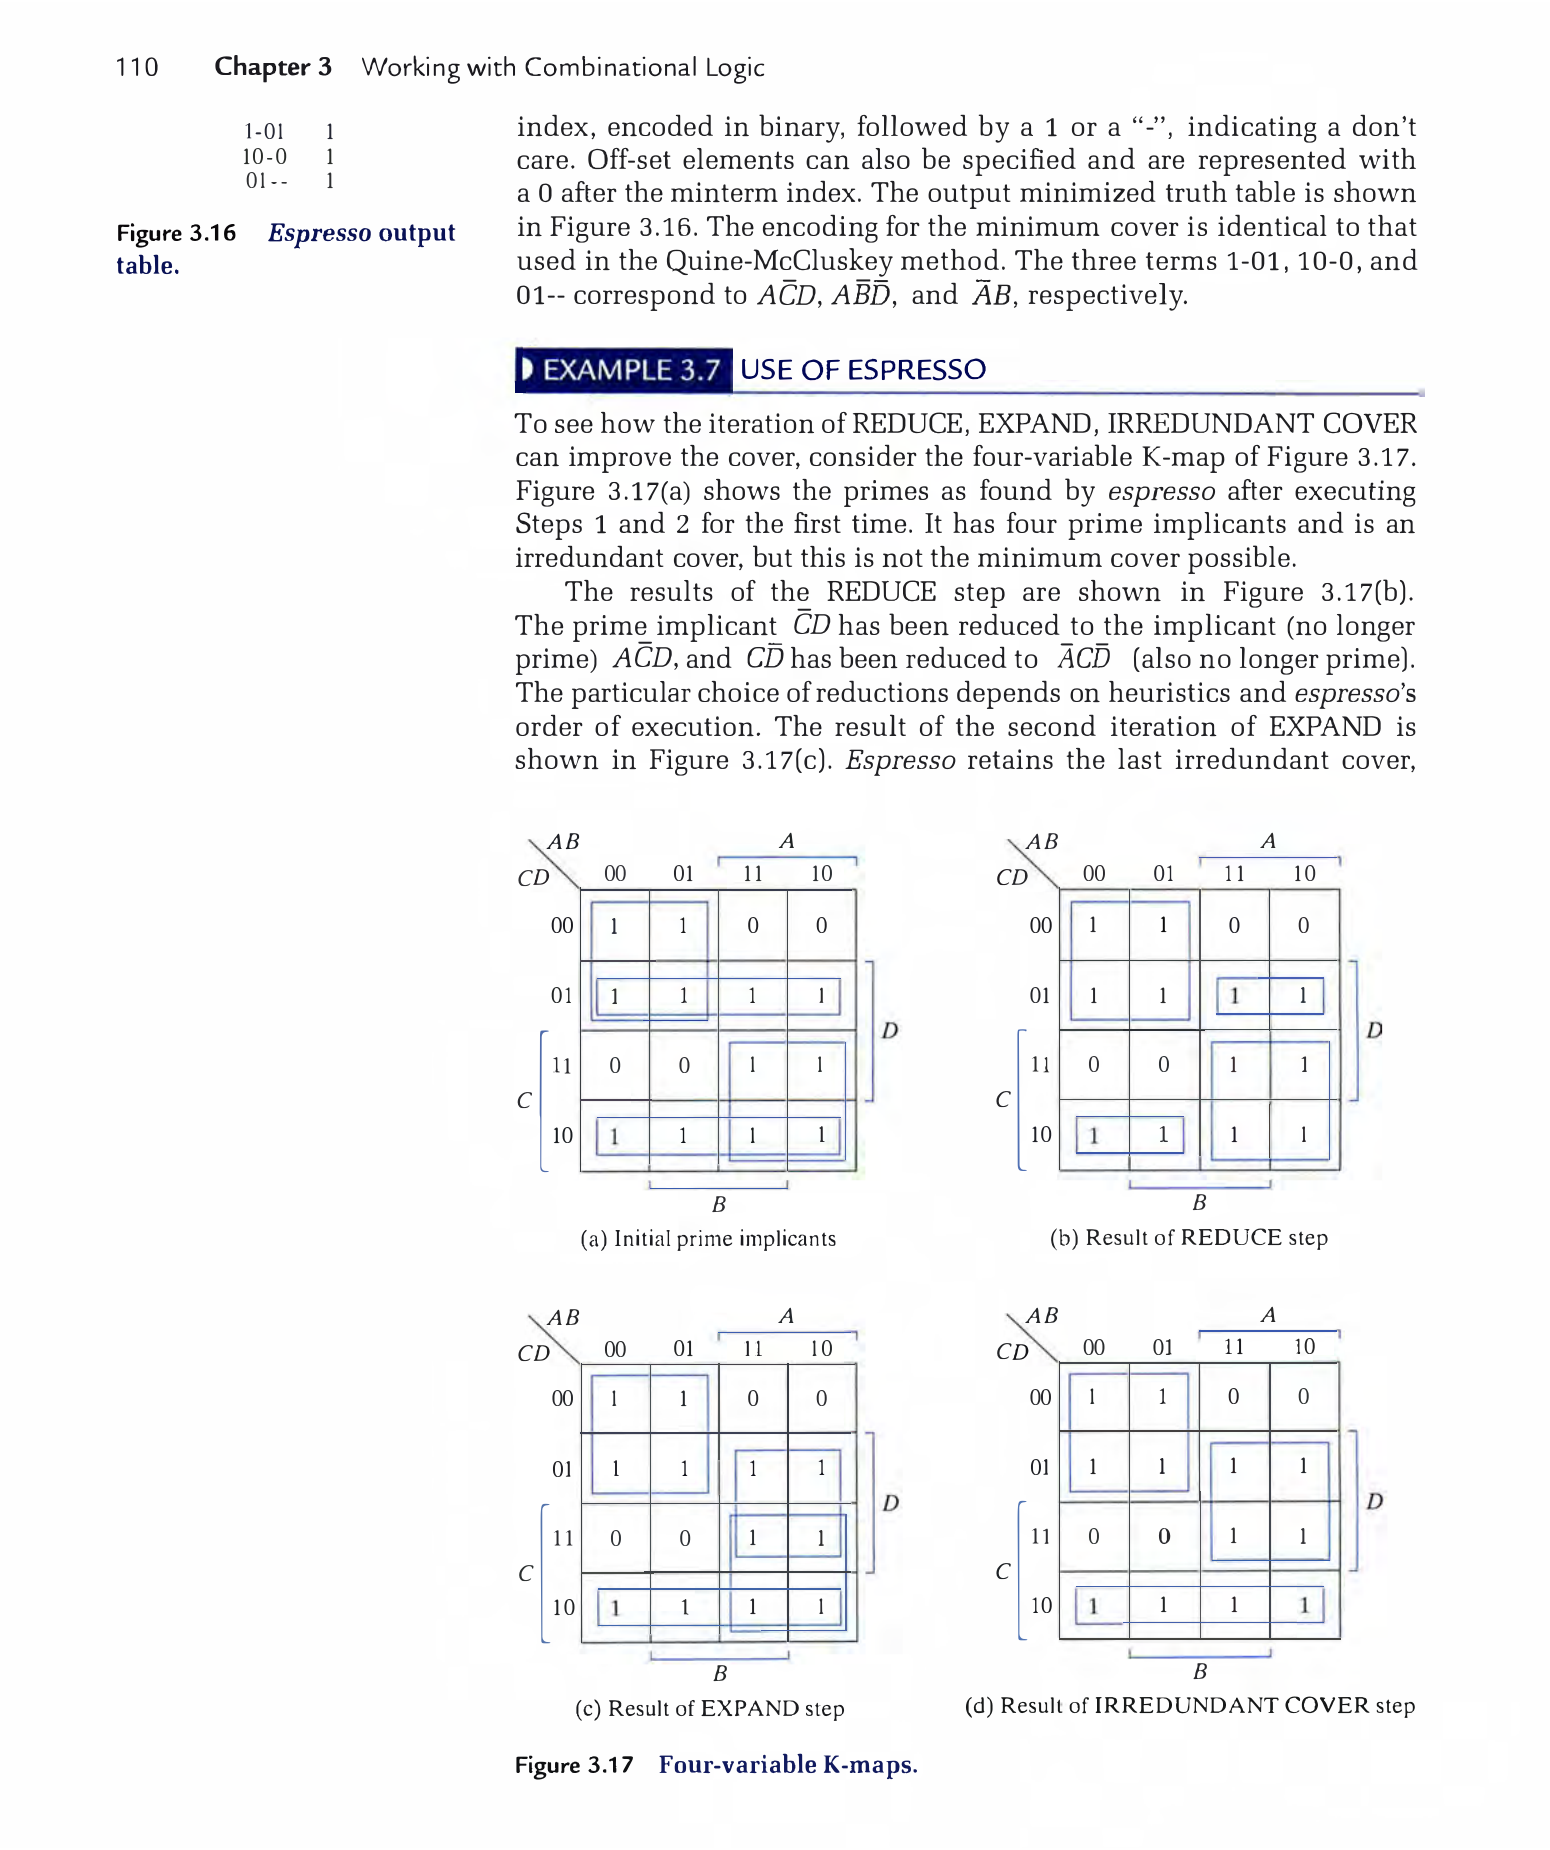 110 Chapter 3 Working with Combinational Logic
1-01 1
10-0 1
01-- 1
Figure 3.16 Espresso output
table.
index, encoded in binary, followed by a 1 or a “-”, indicating a don’t
care. Off-set elements can also be specified and are represented with
a 0 after the minterm index. The output minimized truth table is shown
in Figure 3.16. The encoding for the minimum cover is identical to that
used in the Quine-McCluskey method. The three terms 1-01, 10-0, and
01-- correspond to AC̅D, AB̅D̅, and A̅B, respectively.
EXAMPLE 3.7 USE OF ESPRESSO
To see how the iteration of REDUCE, EXPAND, IRREDUNDANT COVER
can improve the cover, consider the four-variable K-map of Figure 3.17.
Figure 3.17(a) shows the primes as found by espresso after executing
Steps 1 and 2 for the first time. It has four prime implicants and is an
irredundant cover, but this is not the minimum cover possible.
The results of the REDUCE step are shown in Figure 3.17(b).
The prime implicant C̅D has been reduced to the implicant (no longer
prime) AC̅D, and CD̅ has been reduced to A̅CD̅ (also no longer prime).
The particular choice of reductions depends on heuristics and espresso’s
order of execution. The result of the second iteration of EXPAND is
shown in Figure 3.17(c). Espresso retains the last irredundant cover,
AB A
CD 00 01 11 10
00 1 1 0 0
01 1 1 1 1
D
11 0 0 1 1
C
10 1 1 1 1
B
(a) Initial prime implicants
AB A
CD 00 01 11 10
00 1 1 0 0
01 1 1 1 1
D
11 0 0 1 1
C
10 1 1 1 1
B
(b) Result of REDUCE step
AB A
CD 00 01 11 10
00 1 1 0 0
01 1 1 1 1
D
11 0 0 1 1
C
10 1 1 1 1
B
(c) Result of EXPAND step
AB A
CD 00 01 11 10
00 1 1 0 0
01 1 1 1 1
D
11 0 0 1 1
C
10 1 1 1 1
B
(d) Result of IRREDUNDANT COVER step
Figure 3.17 Four-variable K-maps.